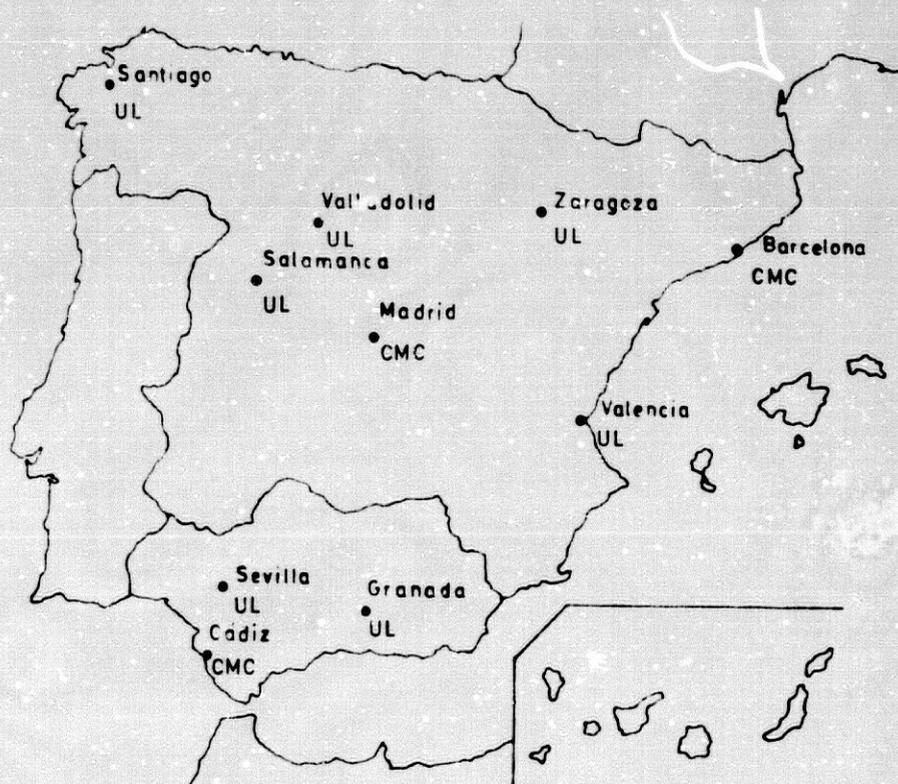 Santiago
UL
Valladolid
UL
Zaragoza
UL
Salamanca
UL
Barcelona
CMC
Madrid
CMC
Valencia
UL
Sevilla
UL
Granada
UL
Cádiz
CMC